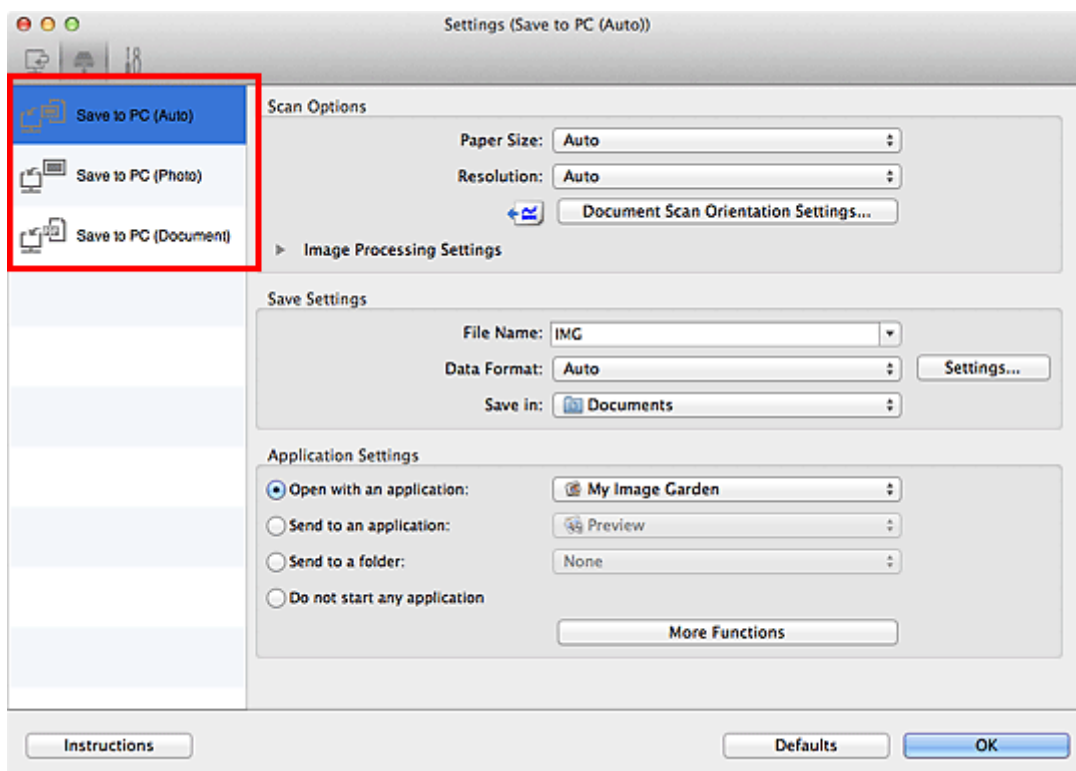 Settings (Save to PC (Auto))
Save to PC (Auto)
Save to PC (Photo)
Save to PC (Document)
Scan Options
Paper Size: Auto
Resolution: Auto
Document Scan Orientation Settings...
Image Processing Settings
Save Settings
File Name: IMG
Data Format: Auto Settings...
Save in: Documents
Application Settings
Open with an application: My Image Garden
Send to an application: Preview
Send to a folder: None
Do not start any application
More Functions
Instructions Defaults OK